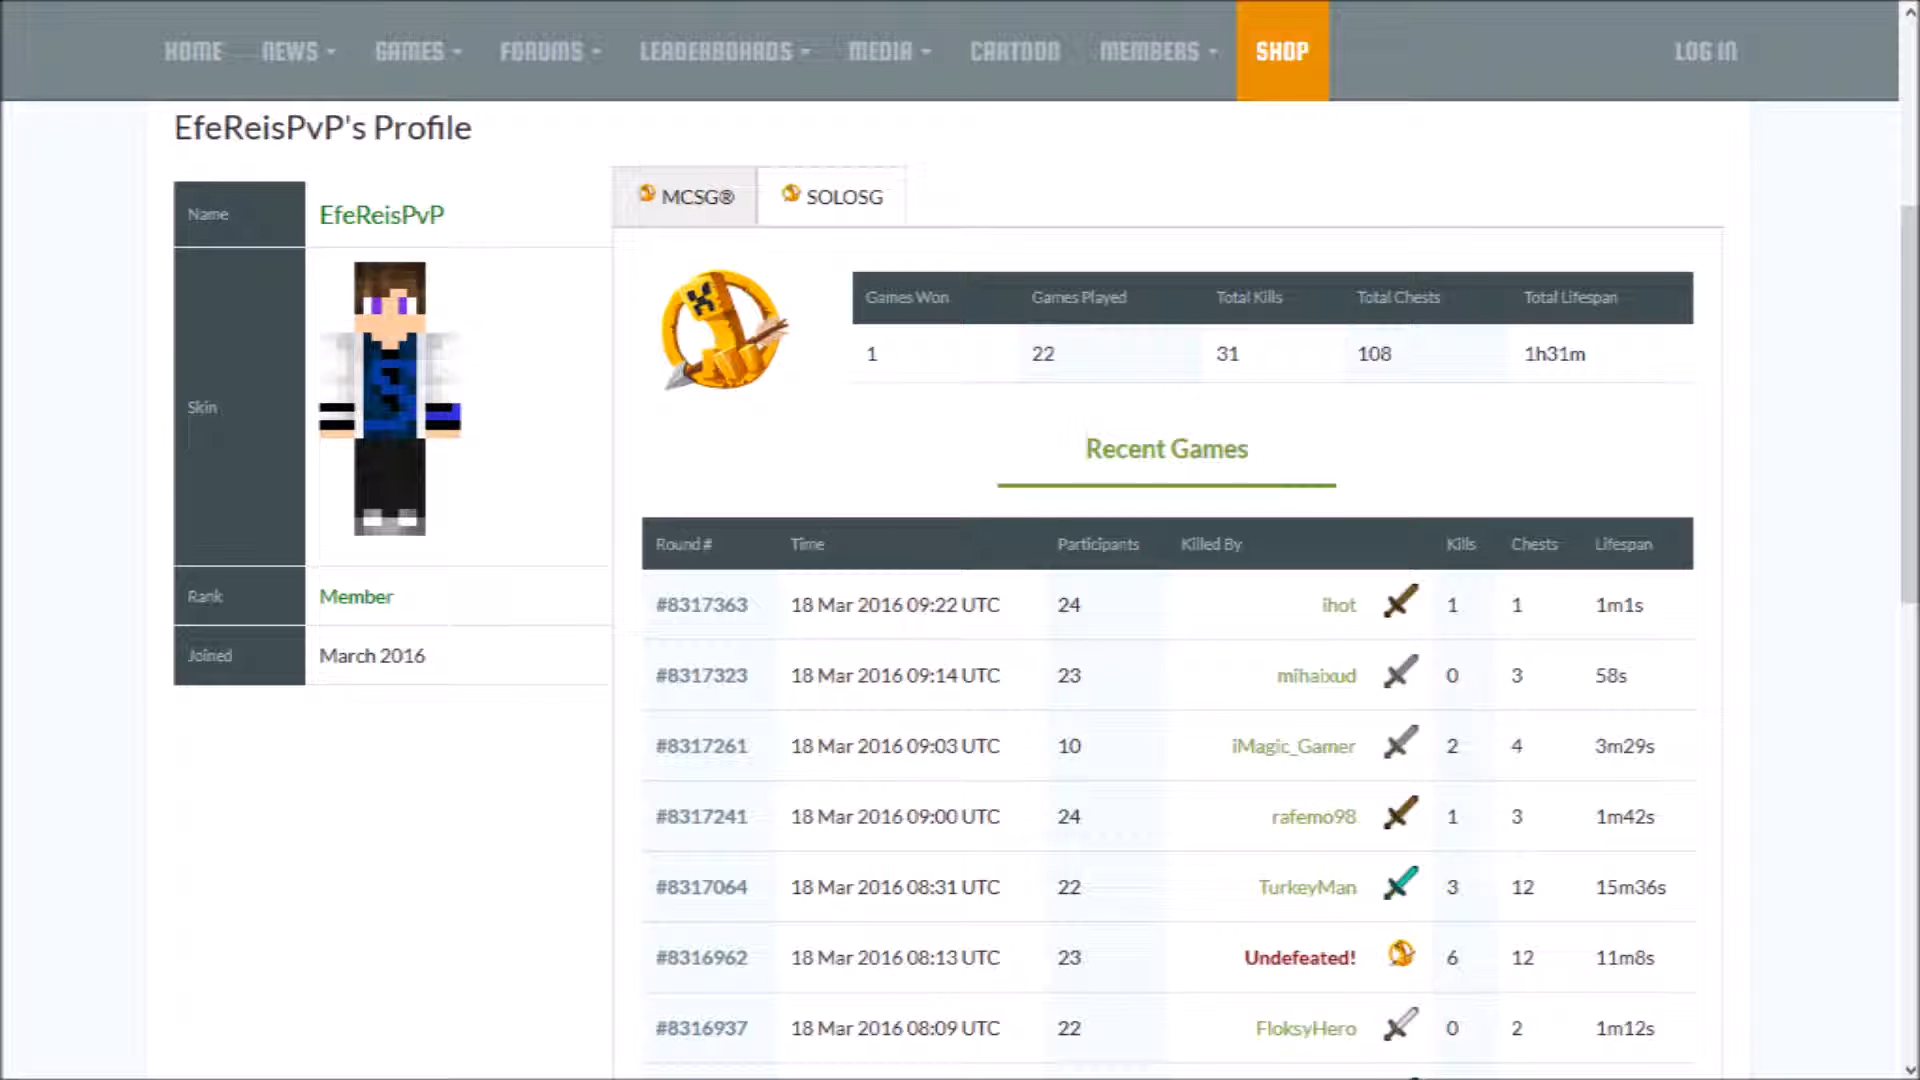 HOME NEWS GAMES FORUMS LEADERBOARDS MEDIA CARTOON MEMBERS SHOP LOG IN
EfeReisPvP's Profile
MCSG® SOLOSG
Name EfeReisPvP
Skin
Rank Member
Joined March 2016
Games Won Games Played Total Kills Total Chests Total Lifespan
1 22 31 108 1h31m
Recent Games
Round # Time Participants Killed By Kills Chests Lifespan
#8317363 18 Mar 2016 09:22 UTC 24 ihot 1 1 1m1s
#8317323 18 Mar 2016 09:14 UTC 23 mihaixud 0 3 58s
#8317261 18 Mar 2016 09:03 UTC 10 iMagic_Gamer 2 4 3m29s
#8317241 18 Mar 2016 09:00 UTC 24 rafemo98 1 3 1m42s
#8317064 18 Mar 2016 08:31 UTC 22 TurkeyMan 3 12 15m36s
#8316962 18 Mar 2016 08:13 UTC 23 Undefeated! 6 12 11m8s
#8316937 18 Mar 2016 08:09 UTC 22 FloksyHero 0 2 1m12s